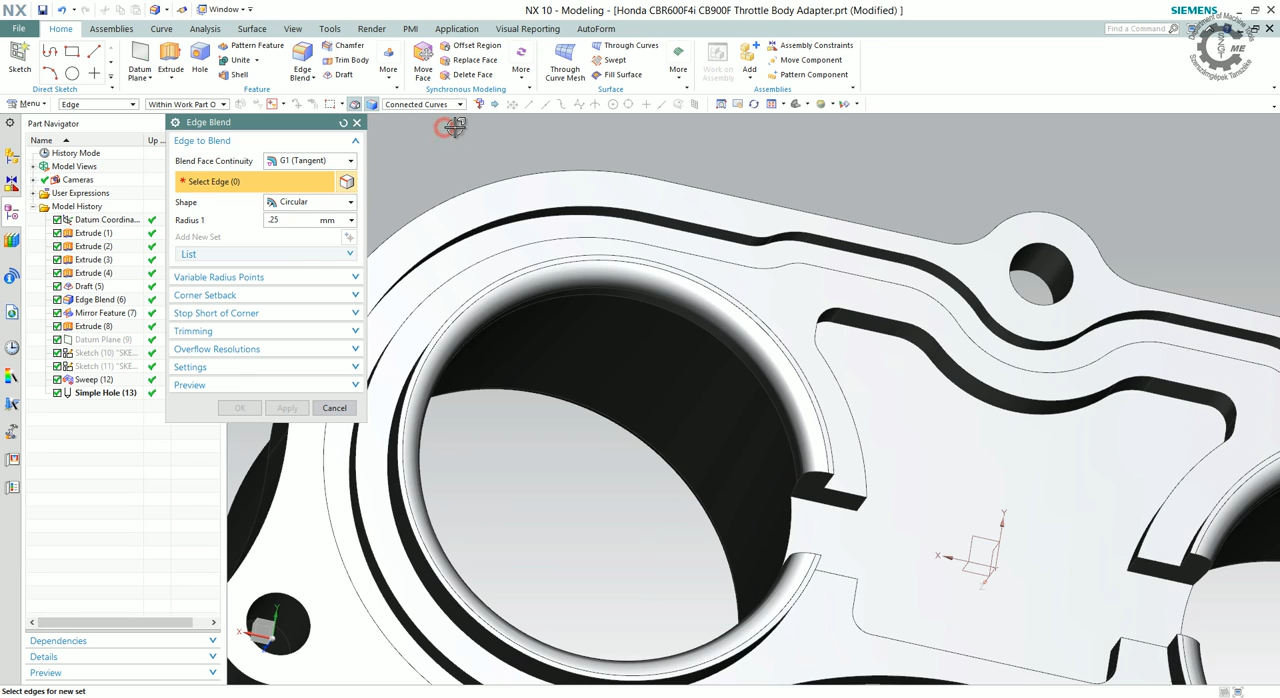 NX
Window
NX 10 - Modeling - [Honda CBR600F4i CB900F Throttle Body Adapter.prt (Modified) ]
SIEMENS
File
Home
Assemblies
Curve
Analysis
Surface
View
Tools
Render
PMI
Application
Visual Reporting
AutoForm
Find a Command
Sketch
Direct Sketch
Datum Plane
Extrude
Hole
Pattern Feature
Unite
Shell
Edge Blend
Chamfer
Trim Body
Draft
More
Feature
Move Face
Offset Region
Replace Face
Delete Face
More
Synchronous Modeling
Through Curve Mesh
Through Curves
Swept
Fill Surface
More
Surface
Work on Assembly
Add
Assembly Constraints
Move Component
Pattern Component
Assemblies
Menu
Edge
Within Work Part O
Connected Curves
Part Navigator
Name
Up ...
History Mode
Model Views
Cameras
User Expressions
Model History
Datum Coordina...
Extrude (1)
Extrude (2)
Extrude (3)
Extrude (4)
Draft (5)
Edge Blend (6)
Mirror Feature (7)
Extrude (8)
Datum Plane (9)
Sketch (10) "SKE...
Sketch (11) "SKE...
Sweep (12)
Simple Hole (13)
Dependencies
Details
Preview
Edge Blend
Edge to Blend
Blend Face Continuity
G1 (Tangent)
* Select Edge (0)
Shape
Circular
Radius 1
.25
mm
Add New Set
List
Variable Radius Points
Corner Setback
Stop Short of Corner
Trimming
Overflow Resolutions
Settings
Preview
OK
Apply
Cancel
Y
X
Z
Y
X
Select edges for new set